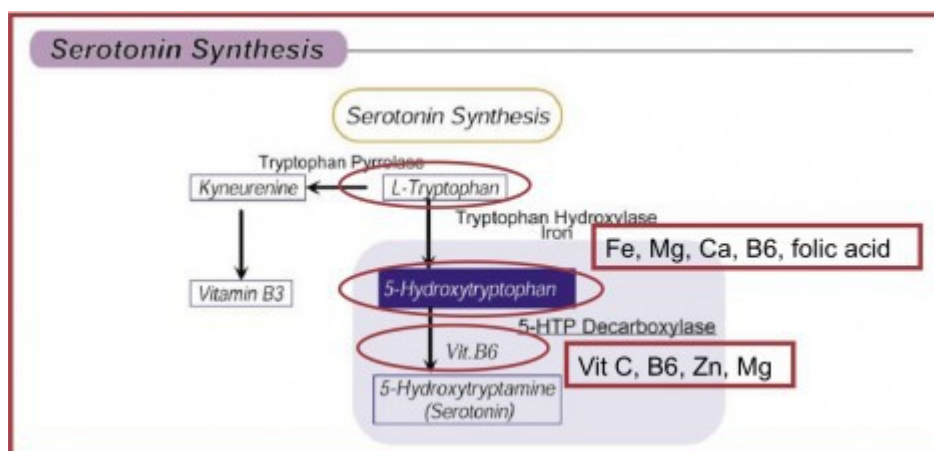 Serotonin Synthesis
Serotonin Synthesis
Tryptophan Pyrrolase
Kyneurenine
L-Tryptophan
Tryptophan Hydroxylase
Iron
Fe, Mg, Ca, B6, folic acid
Vitamin B3
5-Hydroxytryptophan
5-HTP Decarboxylase
Vit.B6
Vit C, B6, Zn, Mg
5-Hydroxytryptamine
(Serotonin)